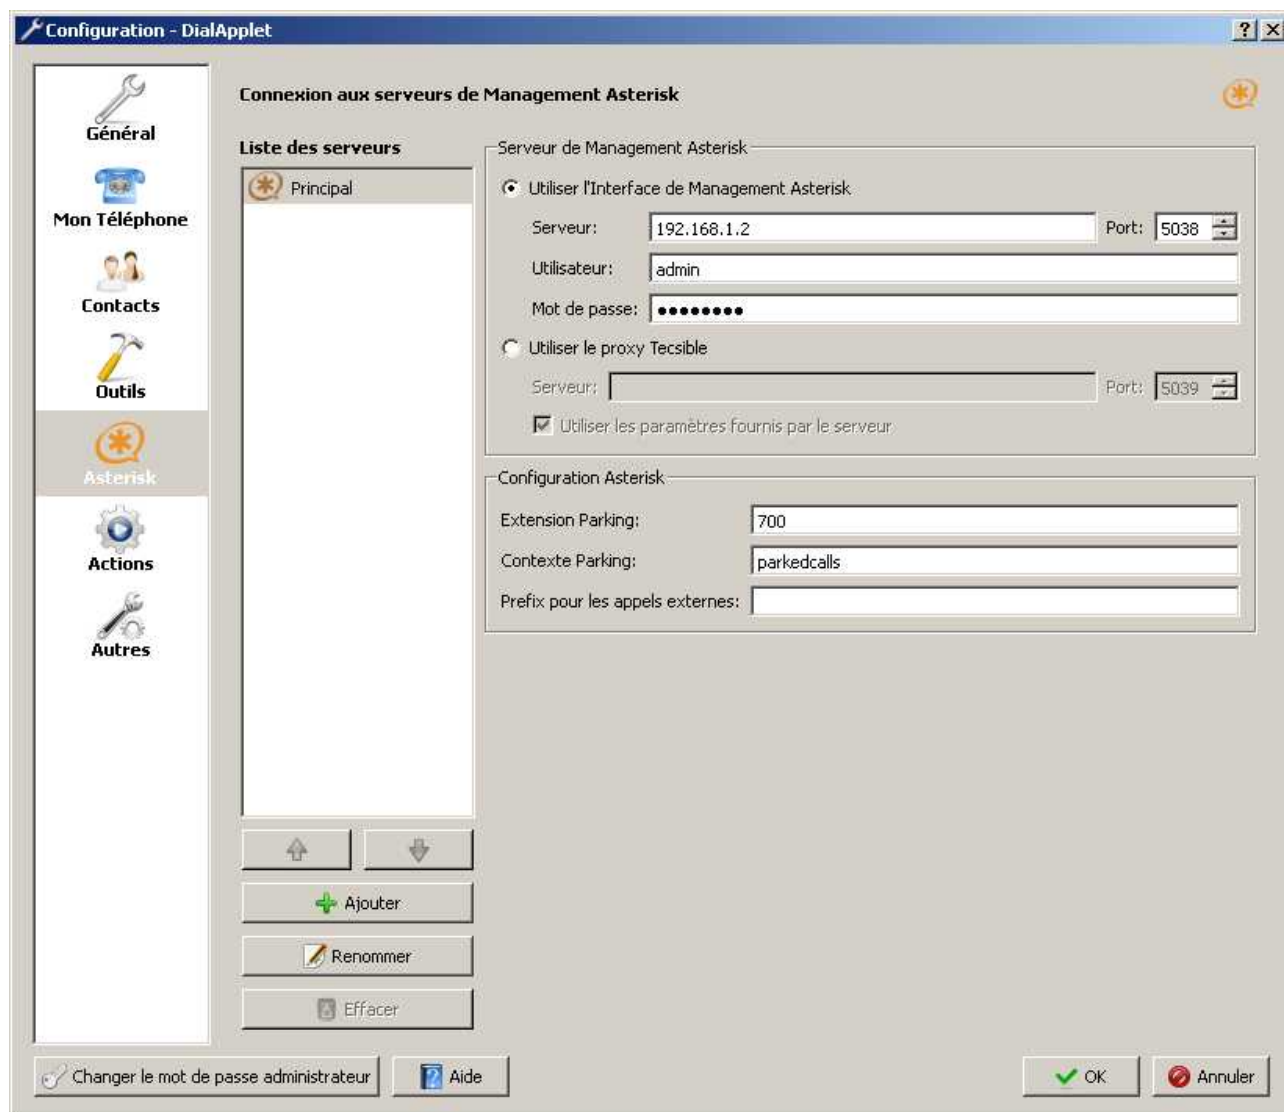 Configuration - DialApplet
Général
Mon Téléphone
Contacts
Outils
Asterisk
Actions
Autres
Connexion aux serveurs de Management Asterisk
Liste des serveurs
Principal
Ajouter
Renommer
Effacer
Serveur de Management Asterisk
Utiliser l'Interface de Management Asterisk
Serveur: 192.168.1.2 Port: 5038
Utilisateur: admin
Mot de passe: ●●●●●●●●
Utiliser le proxy Tecsible
Serveur: Port: 5039
Utiliser les paramètres fournis par le serveur
Configuration Asterisk
Extension Parking: 700
Contexte Parking: parkedcalls
Prefix pour les appels externes:
Changer le mot de passe administrateur Aide OK Annuler